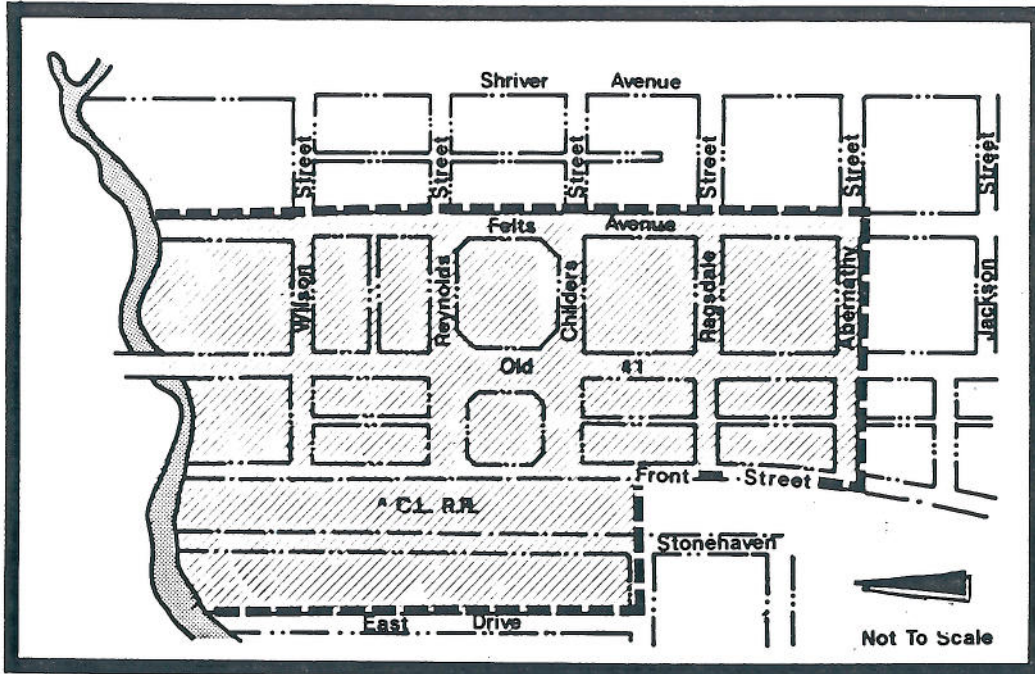 Shriver Avenue
Street
Street
Street
Street
Street
Street
Felts Avenue
Wilson
Reynolds
Childers
Ragsdale
Abernathy
Jackson
Old 41
Front Street
A C.L. R.R.
Stonehaven
East Drive
Not To Scale